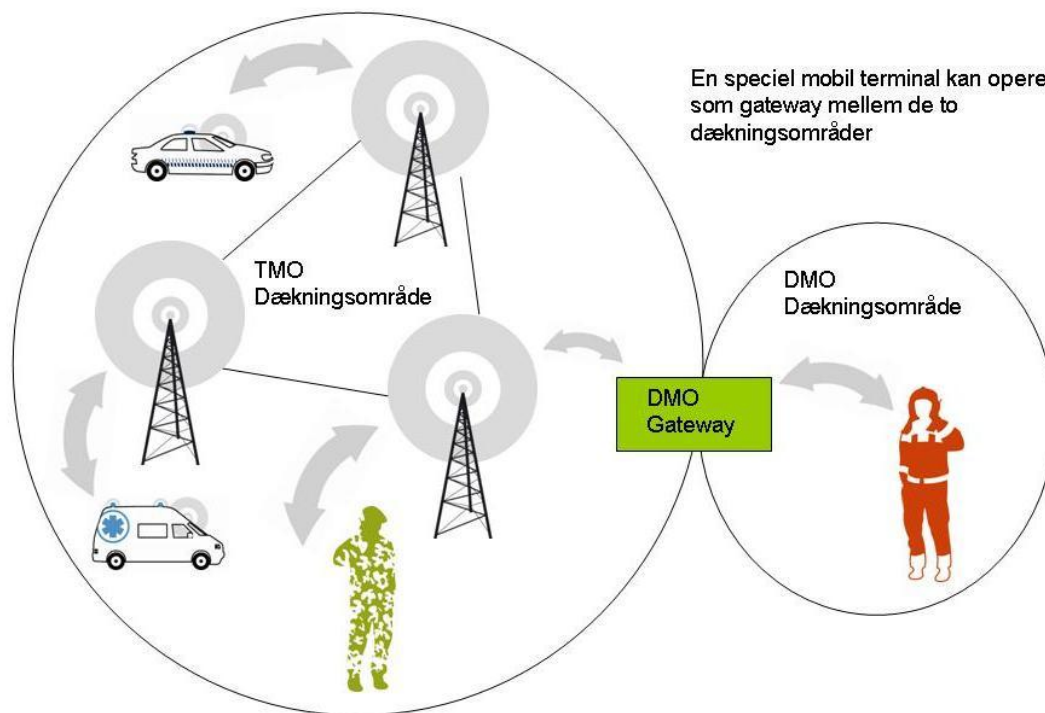 En speciel mobil terminal kan opere
som gateway mellem de to
dækningsområder
TMO
Dækningsområde
DMO
Dækningsområde
DMO
Gateway